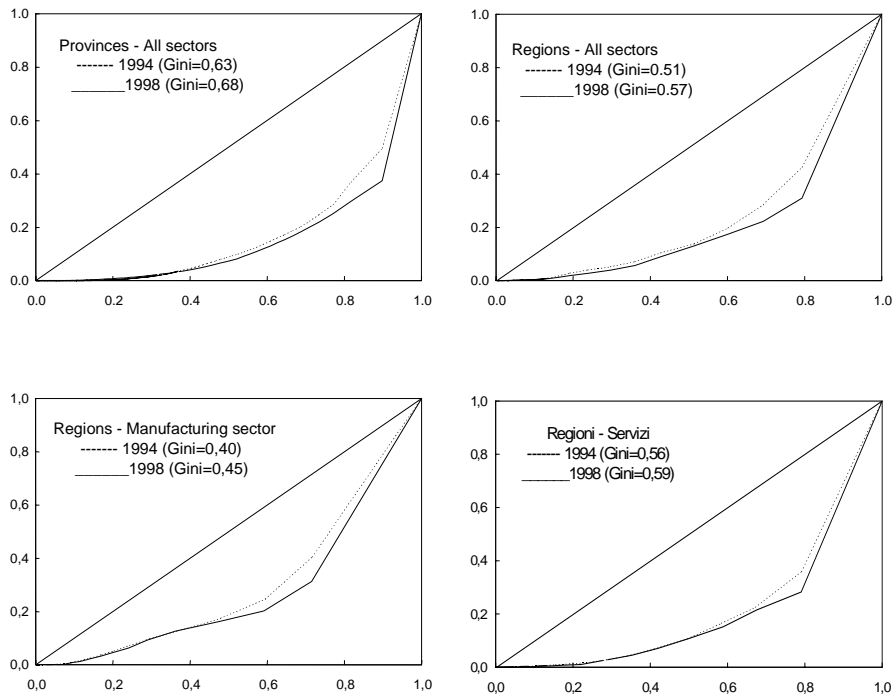 Provinces - All sectors
------- 1994 (Gini=0,63)
_______1998 (Gini=0,68)
1.0
0.8
0.6
0.4
0.2
0.0
0.0 0.2 0.4 0.6 0.8 1.0
Regions - All sectors
------- 1994 (Gini=0.51)
_______1998 (Gini=0.57)
1.0
0.8
0.6
0.4
0.2
0.0
0.0 0.2 0.4 0.6 0.8 1.0
Regions - Manufacturing sector
------- 1994 (Gini=0,40)
_______1998 (Gini=0,45)
1,0
0,8
0,6
0,4
0,2
0,0
0,0 0,2 0,4 0,6 0,8 1,0
Regioni - Servizi
------- 1994 (Gini=0,56)
_______1998 (Gini=0,59)
1,0
0,8
0,6
0,4
0,2
0,0
0,0 0,2 0,4 0,6 0,8 1,0